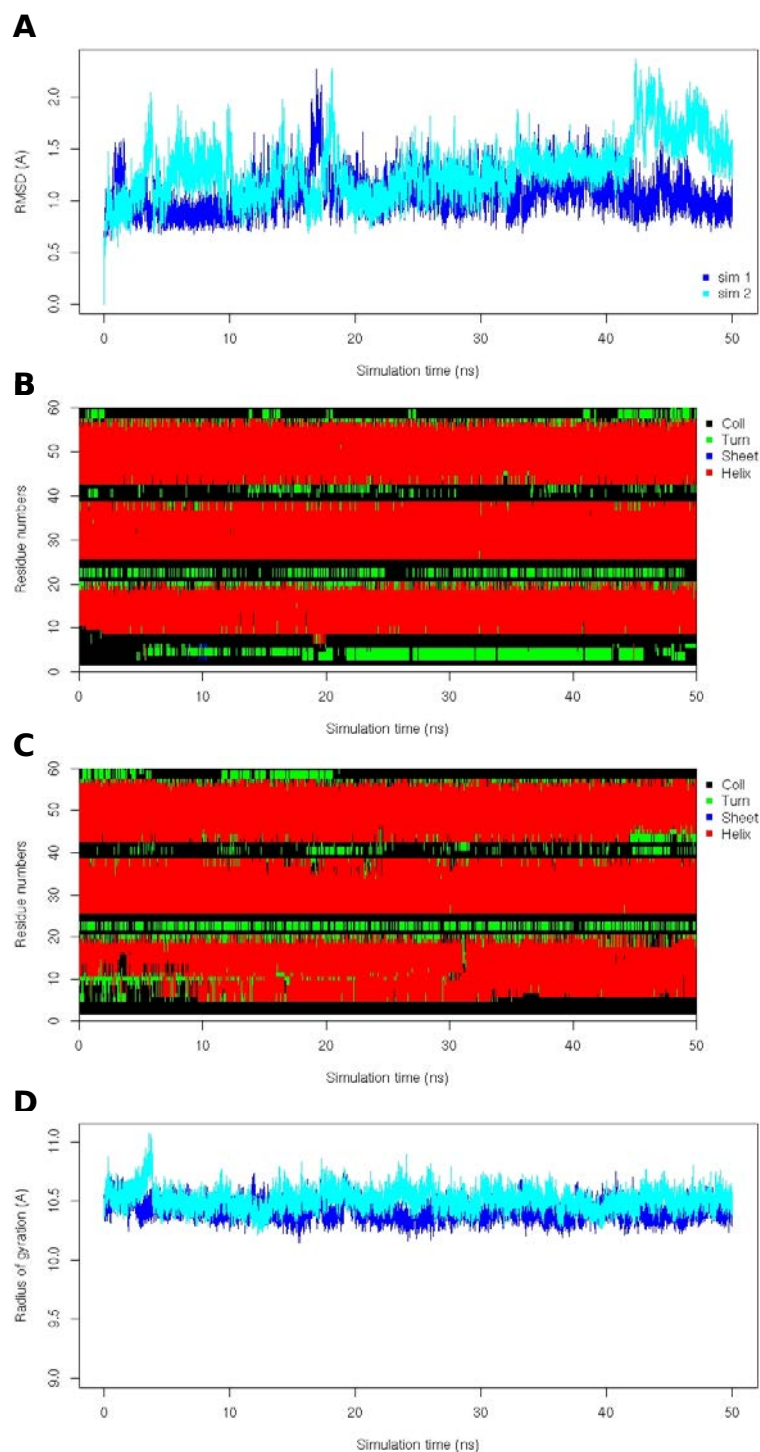 A
RMSD (A)
2.0
1.5
1.0
0.5
0.0
sim 1
sim 2
0 10 20 30 40 50
Simulation time (ns)
B
Residue numbers
60
50
40
30
20
10
0
Coil
Turn
Sheet
Helix
0 10 20 30 40 50
Simulation time (ns)
C
Residue numbers
60
50
40
30
20
10
0
Coil
Turn
Sheet
Helix
0 10 20 30 40 50
Simulation time (ns)
D
Radius of gyration (A)
11.0
10.5
10.0
9.5
9.0
0 10 20 30 40 50
Simulation time (ns)